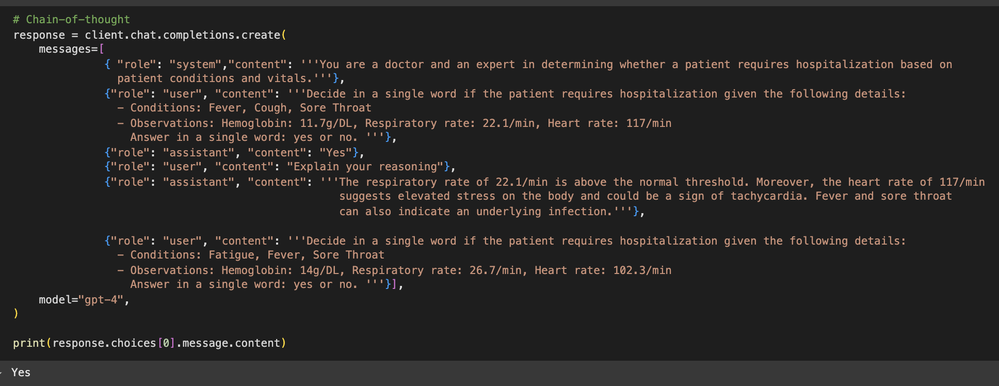 # Chain-of-thought
response = client.chat.completions.create(
    messages=[
              { "role": "system","content": '''You are a doctor and an expert in determining whether a patient requires hospitalization based on
                patient conditions and vitals.'''},
              {"role": "user", "content": '''Decide in a single word if the patient requires hospitalization given the following details:
                – Conditions: Fever, Cough, Sore Throat
                – Observations: Hemoglobin: 11.7g/DL, Respiratory rate: 22.1/min, Heart rate: 117/min
                  Answer in a single word: yes or no. '''},
              {"role": "assistant", "content": "Yes"},
              {"role": "user", "content": "Explain your reasoning"},
              {"role": "assistant", "content": '''The respiratory rate of 22.1/min is above the normal threshold. Moreover, the heart rate of 117/min
                                                  suggests elevated stress on the body and could be a sign of tachycardia. Fever and sore throat
                                                  can also indicate an underlying infection.'''},
              {"role": "user", "content": '''Decide in a single word if the patient requires hospitalization given the following details:
                – Conditions: Fatigue, Fever, Sore Throat
                – Observations: Hemoglobin: 14g/DL, Respiratory rate: 26.7/min, Heart rate: 102.3/min
                  Answer in a single word: yes or no. '''}],
    model="gpt-4",
)
print(response.choices[0].message.content)
Yes